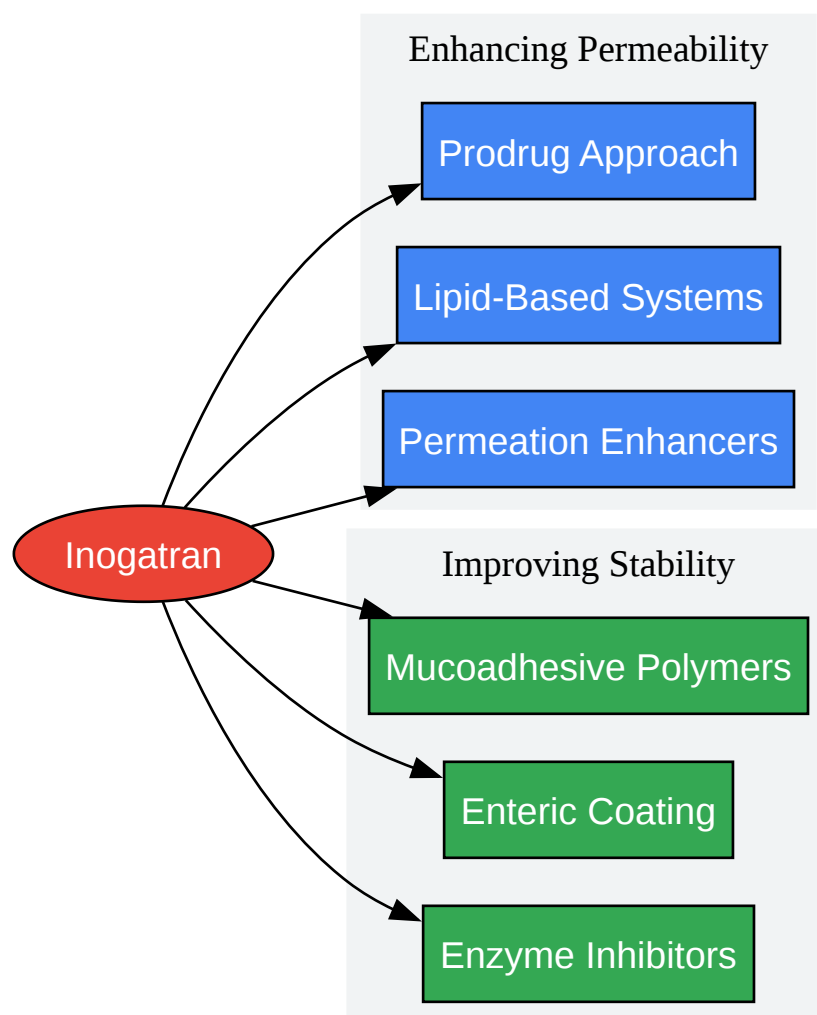 Enhancing Permeability
Prodrug Approach
Lipid-Based Systems
Permeation Enhancers
Inogatran
Improving Stability
Mucoadhesive Polymers
Enteric Coating
Enzyme Inhibitors